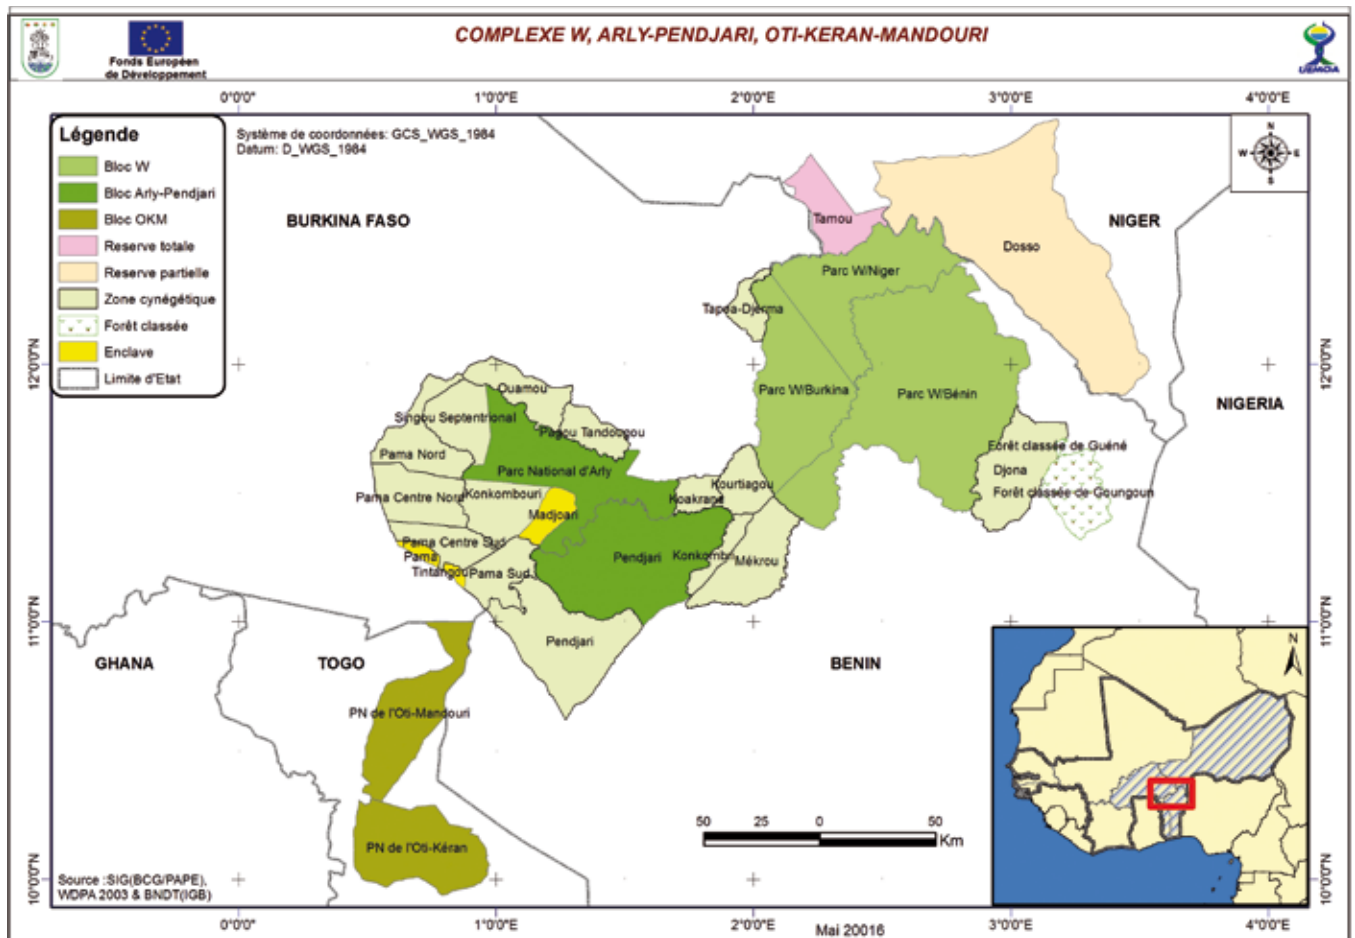 COMPLEXE W, ARLY-PENDJARI, OTI-KERAN-MANDOURI
Fonds Européen
de Développement
UEMOA
0°0'0"
1°0'0"E
2°0'0"E
3°0'0"E
4°0'0"E
Légende
Bloc W
Bloc Arly-Pendjari
Bloc OKM
Reserve totale
Reserve partielle
Zone cynégétique
Forêt classée
Enclave
Limite d'Etat
Système de coordonnées: GCS_WGS_1984
Datum: D_WGS_1984
N
W
E
S
BURKINA FASO
NIGER
Tamou
Dosso
Parc W/Niger
Tapoa-Djerma
12°0'0"N
12°0'0"N
Parc W/Burkina
Parc W/Bénin
NIGERIA
Ouamou
Singou Septentrional
Pagou Tandougou
Pama Nord
Parc National d'Arly
Forêt classée de Guéné
Djona
Forêt classée de Goungoun
Kourtiagou
Koakrana
Pama Centre Nord
Konkombouri
Madjoari
Pama Centre Sud
Pama
Tintangou
Pama Sud
Pendjari
Konkombri
Mékrou
11°0'0"N
11°0'0"N
Pendjari
GHANA
TOGO
BENIN
PN de l'Oti-Mandouri
PN de l'Oti-Kéran
50
25
0
50
Km
N
Source :SIG(BCG/PAPE),
WDPA 2003 & BNDT(IGB)
10°0'0"N
10°0'0"N
0°0'0"
1°0'0"E
2°0'0"E
3°0'0"E
4°0'0"E
Mai 20016